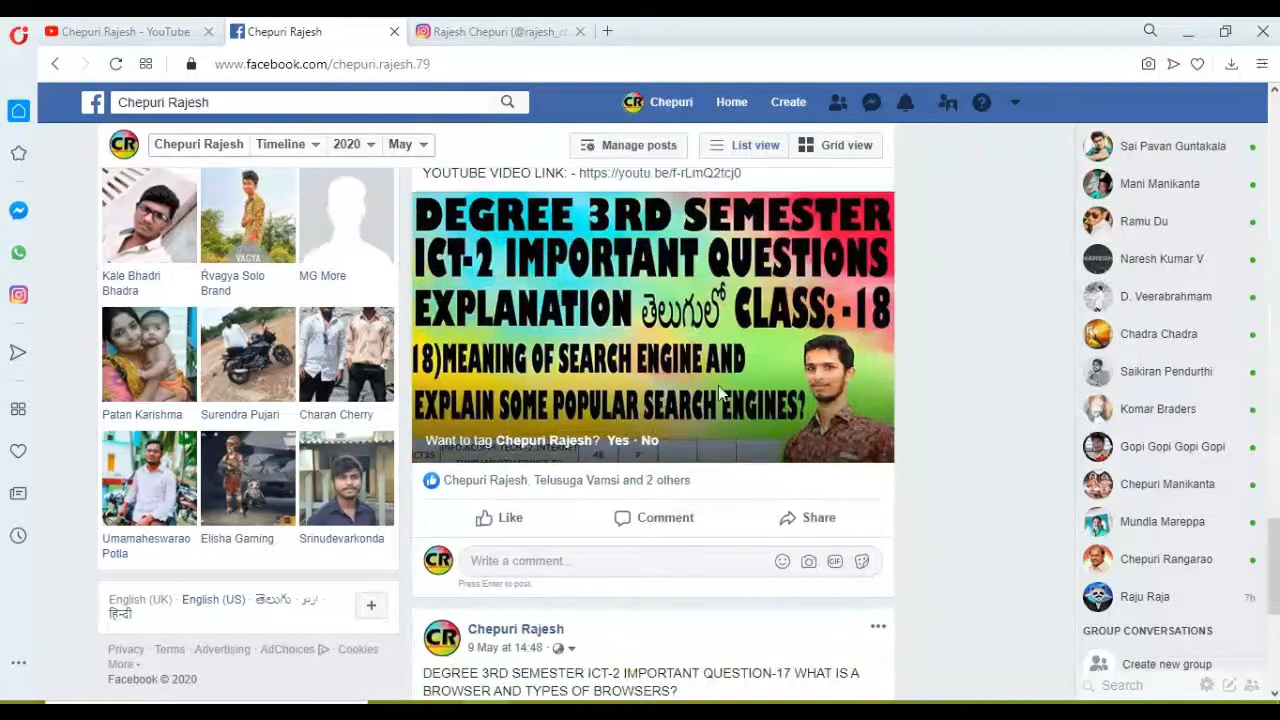 Chepuri Rajesh - YouTube
Chepuri Rajesh
Rajesh Chepuri (@rajesh_c
www.facebook.com/chepuri.rajesh.79
Chepuri Rajesh
CR
Chepuri
Home
Create
CR
Chepuri Rajesh
Timeline
2020
May
Manage posts
List view
Grid view
Kale Bhadri
Bhadra
VAGYA
Rvagya Solo
Brand
MG More
Patan Karishma
Surendra Pujari
Charan Cherry
Umamaheswarao
Potla
Elisha Gaming
Srinudevarkonda
English (UK) · English (US) · తెలుగు · اردو ·
हिन्दी
Privacy · Terms · Advertising · AdChoices · Cookies ·
More
Facebook © 2020
YOUTUBE VIDEO LINK: - https://youtu.be/f-rLmQ2tcj0
DEGREE 3RD SEMESTER
ICT-2 IMPORTANT QUESTIONS
EXPLANATION తెలుగులో CLASS: -18
18)MEANING OF SEARCH ENGINE AND
EXPLAIN SOME POPULAR SEARCH ENGINES?
Want to tag Chepuri Rajesh? Yes · No
Chepuri Rajesh, Telusuga Vamsi and 2 others
Like
Comment
Share
CR
Write a comment...
GIF
Press Enter to post.
CR
Chepuri Rajesh
9 May at 14:48 ·
DEGREE 3RD SEMESTER ICT-2 IMPORTANT QUESTION-17 WHAT IS A
BROWSER AND TYPES OF BROWSERS?
Sai Pavan Guntakala
Mani Manikanta
Ramu Du
NARESH
Naresh Kumar V
D. Veerabrahmam
Chadra Chadra
Saikiran Pendurthi
Komar Braders
Gopi Gopi Gopi Gopi
Chepuri Manikanta
Mundla Mareppa
Chepuri Rangarao
Raju Raja
7h
GROUP CONVERSATIONS
Create new group
Search